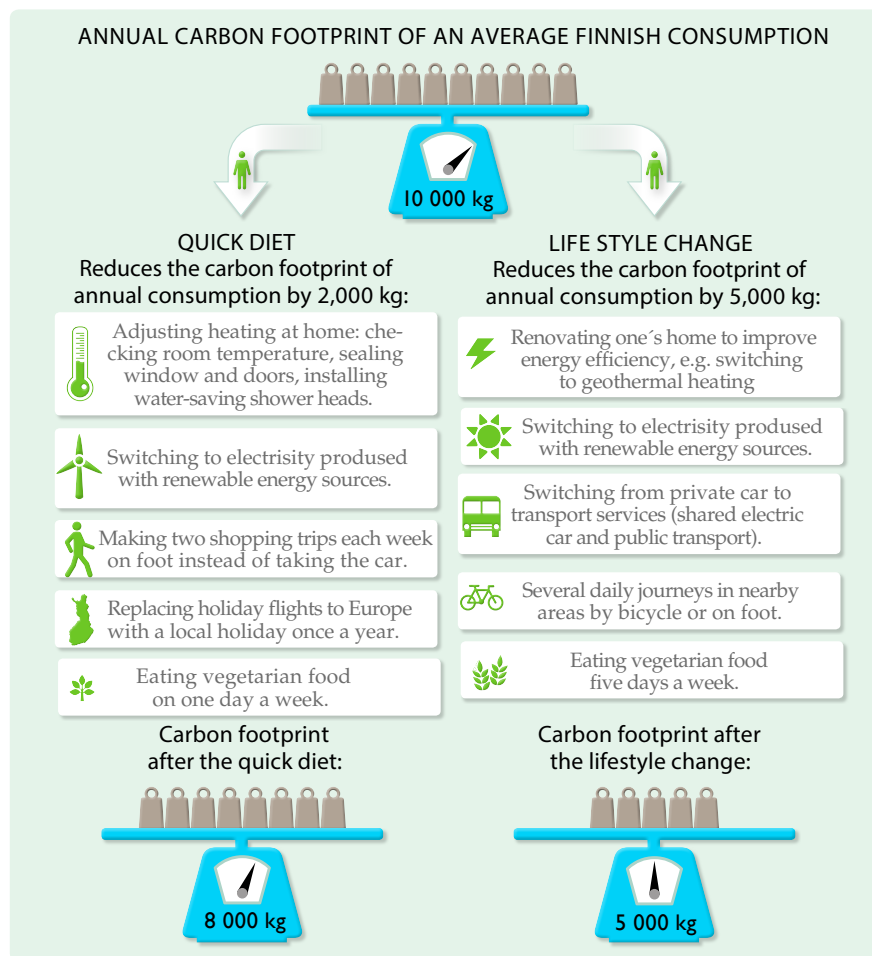 ANNUAL CARBON FOOTPRINT OF AN AVERAGE FINNISH CONSUMPTION
10 000 kg
QUICK DIET
Reduces the carbon footprint of
annual consumption by 2,000 kg:
Adjusting heating at home: che-
cking room temperature, sealing
window and doors, installing
water-saving shower heads.
Switching to electrisity prodused
with renewable energy sources.
Making two shopping trips each week
on foot instead of taking the car.
Replacing holiday flights to Europe
with a local holiday once a year.
Eating vegetarian food
on one day a week.
Carbon footprint
after the quick diet:
8 000 kg
LIFE STYLE CHANGE
Reduces the carbon footprint of
annual consumption by 5,000 kg:
Renovating one´s home to improve
energy efficiency, e.g. switching
to geothermal heating
Switching to electrisity prodused
with renewable energy sources.
Switching from private car to
transport services (shared electric
car and public transport).
Several daily journeys in nearby
areas by bicycle or on foot.
Eating vegetarian food
five days a week.
Carbon footprint after
the lifestyle change:
5 000 kg